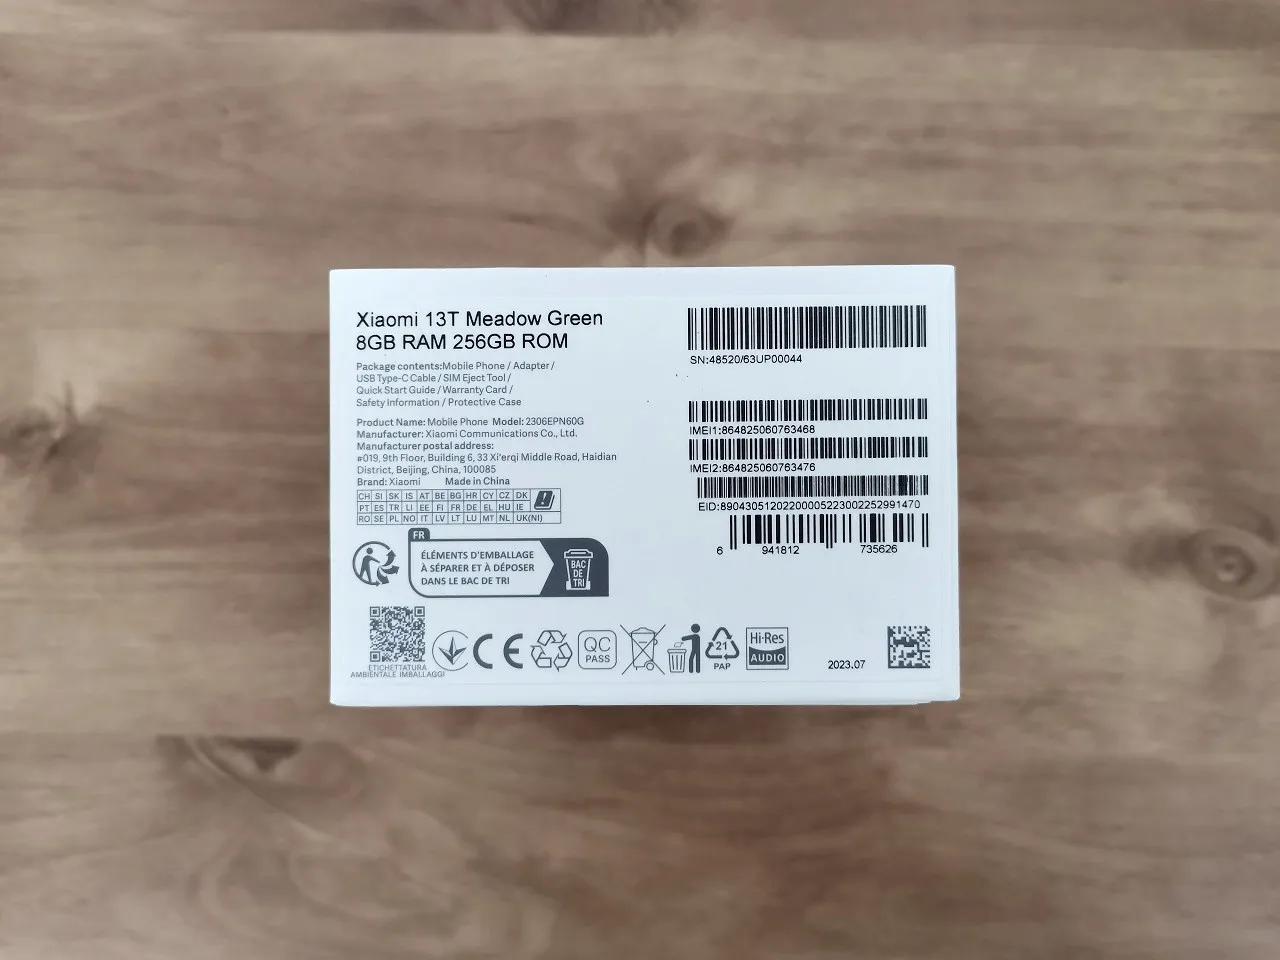 Xiaomi 13T Meadow Green
8GB RAM 256GB ROM
Package contents:Mobile Phone / Adapter /
USB Type-C Cable / SIM Eject Tool /
Quick Start Guide / Warranty Card /
Safety Information / Protective Case
Product Name: Mobile Phone Model: 2306EPN60G
Manufacturer: Xiaomi Communications Co., Ltd.
Manufacturer postal address:
#019, 9th Floor, Building 6, 33 Xi'erqi Middle Road, Haidian
District, Beijing, China, 100085
Brand: Xiaomi Made in China
CH SI SK IS AT BE BG HR CY CZ DK
PT ES TR LI EE FI FR DE EL HU IE
RO SE PL NO IT LV LT LU MT NL UK(NI)
FR
ÉLÉMENTS D'EMBALLAGE
À SÉPARER ET À DÉPOSER
DANS LE BAC DE TRI
BAC
DE
TRI
ETICHETTATURA
AMBIENTALE IMBALLAGGI
CE
QC
PASS
21
PAP
Hi-Res
AUDIO
SN:48520/63UP00044
IMEI1:864825060763468
IMEI2:864825060763476
EID:89043051202200005223002252991470
6 941812 735626
2023.07